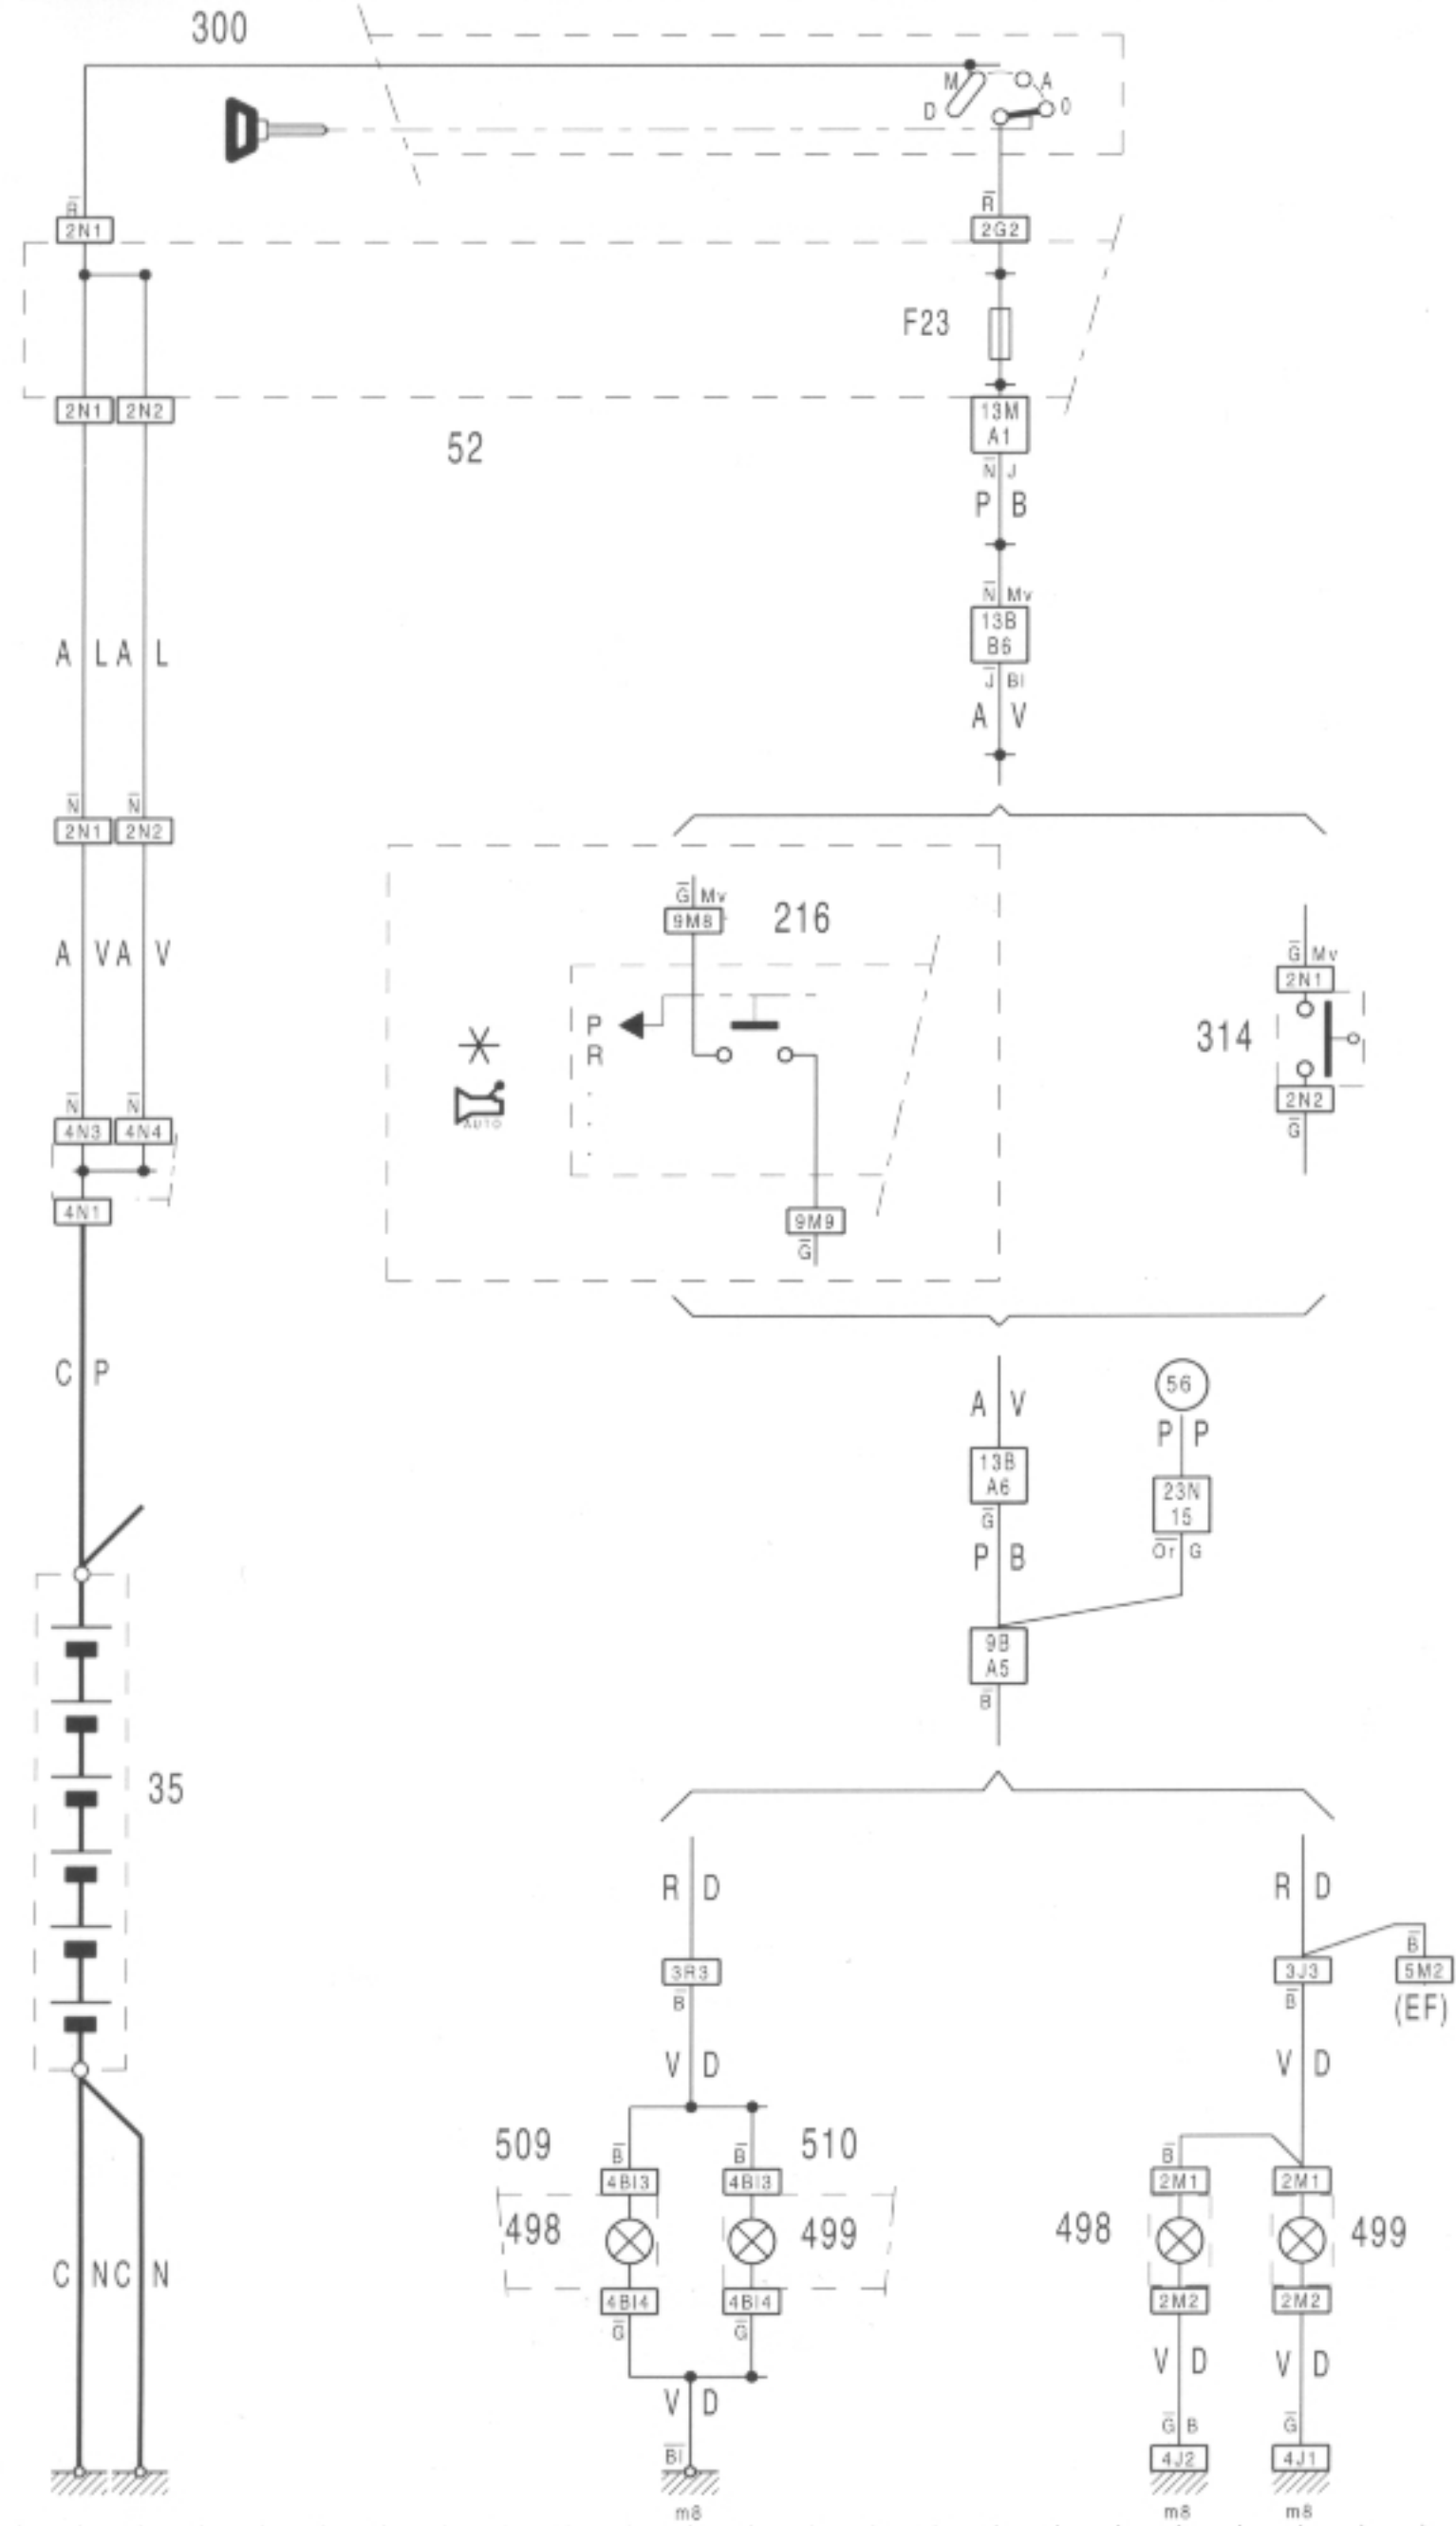 300
M
A
D
0
R
R
2N1
2G2
F23
2N1
2N2
13M
A1
52
N J
P B
N Mv
13B
B6
A L A L
J Bl
A V
N
N
2N1
2N2
G Mv
9M8
216
A V A V
G Mv
2N1
P
R
314
AUTO
2N2
G
N
N
4N3
4N4
4N1
9M9
G
C P
56
A V
P P
13B
A6
23N
15
G
Or G
P B
9B
A5
B
35
R D
R D
B
3R3
3J3
5M2
B
B
(EF)
V D
V D
509
510
B
B
B
4Bl3
4Bl3
2M1
2M1
498
499
498
499
C N C N
4Bl4
4Bl4
2M2
2M2
G
G
V D
V D
V D
G B
G
Bl
4J2
4J1
m8
m8
m8